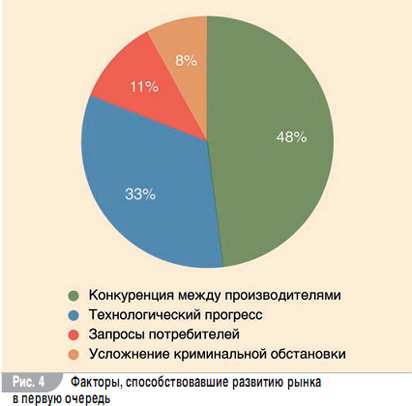 8%
11%
48%
33%
Конкуренция между производителями
Технологический прогресс
Запросы потребителей
Усложнение криминальной обстановки
Рис. 4 Факторы, способствовавшие развитию рынка
в первую очередь